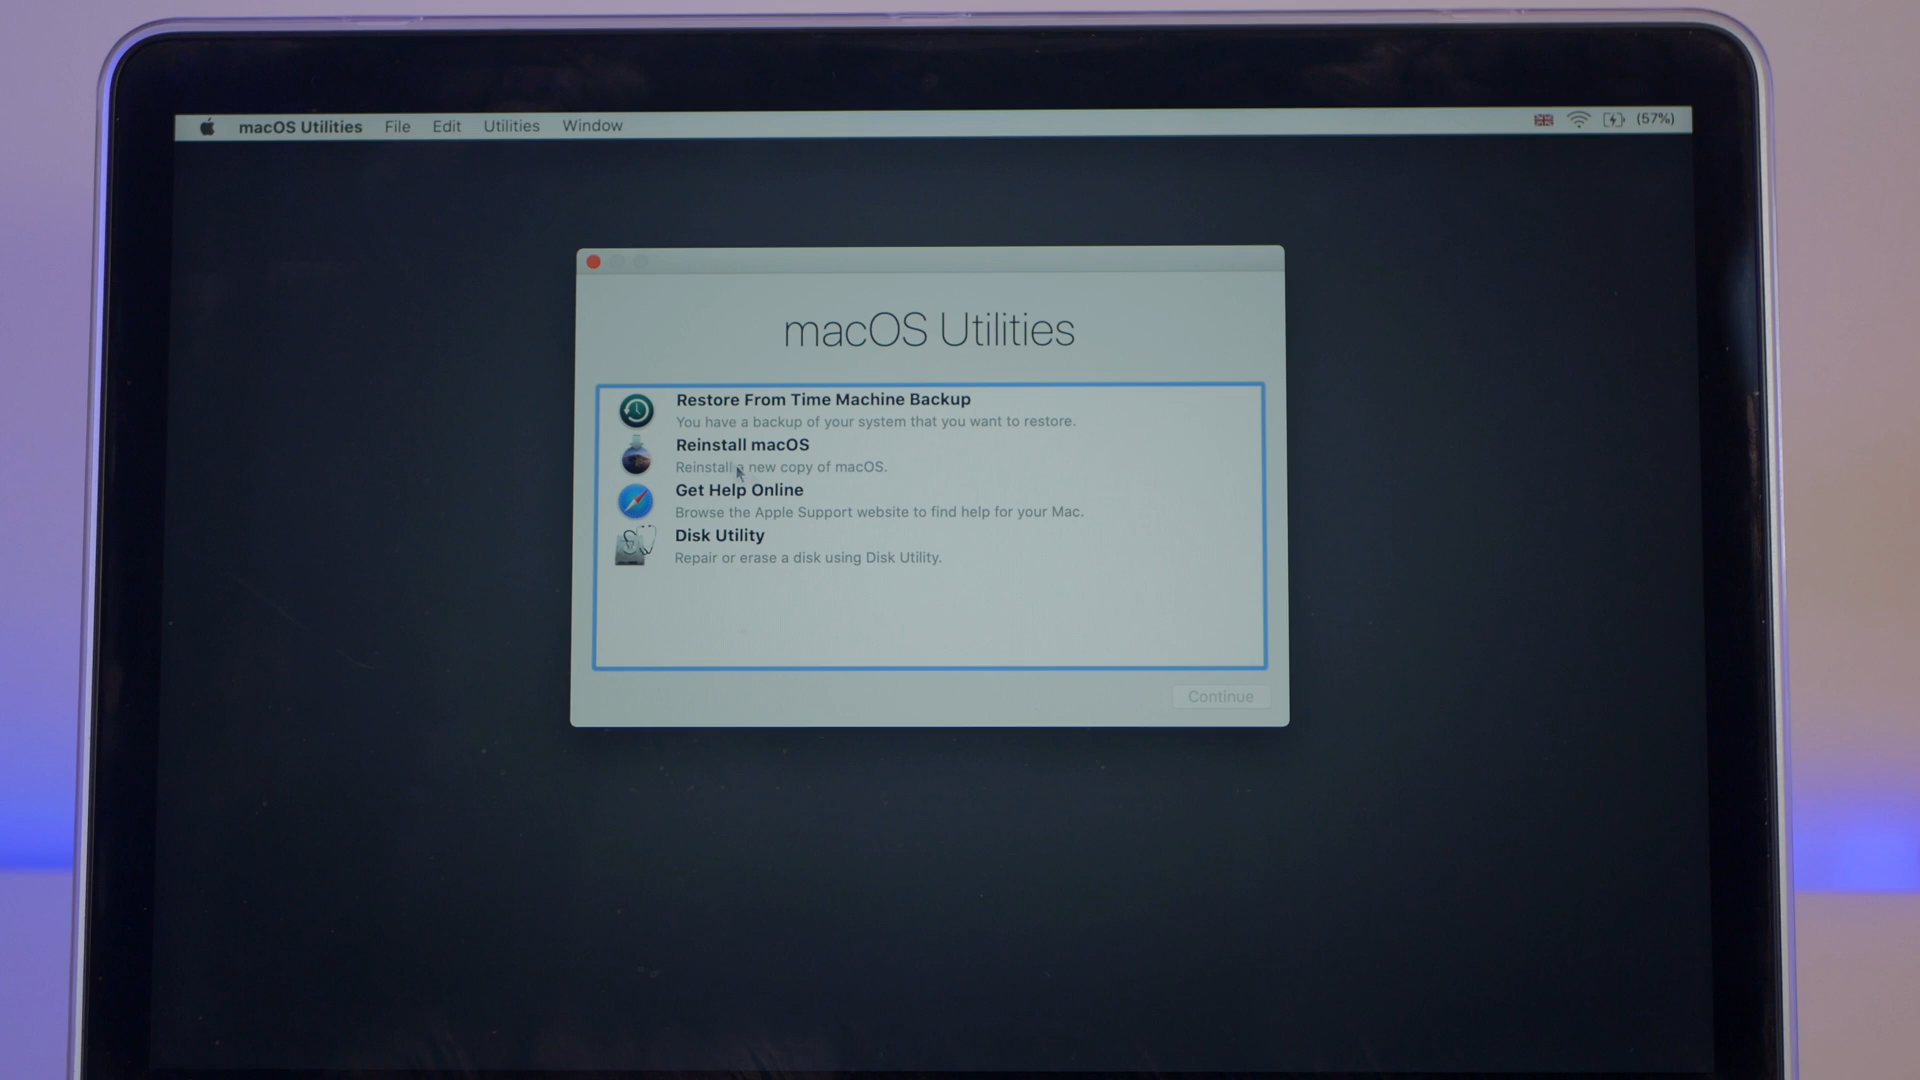 macOS Utilities File Edit Utilities Window (57%)
macOS Utilities
Restore From Time Machine Backup
You have a backup of your system that you want to restore.
Reinstall macOS
Reinstall a new copy of macOS.
Get Help Online
Browse the Apple Support website to find help for your Mac.
Disk Utility
Repair or erase a disk using Disk Utility.
Continue